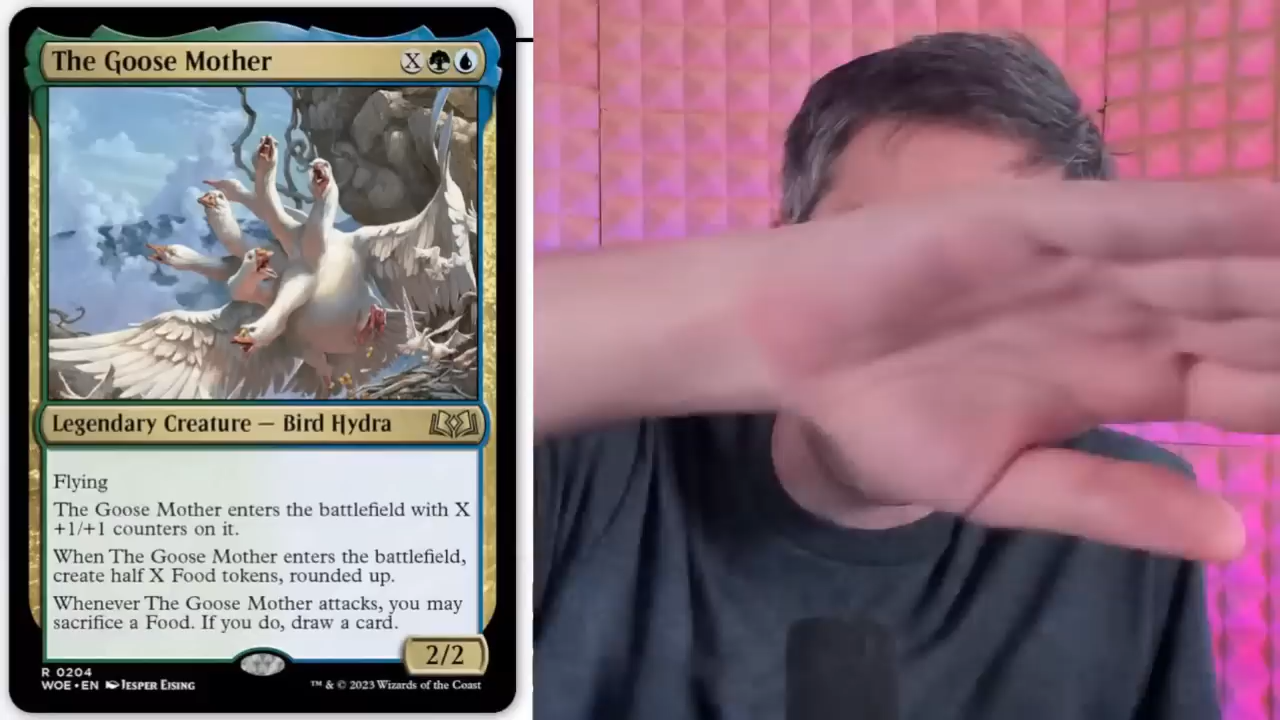 The Goose Mother X
Legendary Creature — Bird Hydra
Flying
The Goose Mother enters the battlefield with X
+1/+1 counters on it.
When The Goose Mother enters the battlefield,
create half X Food tokens, rounded up.
Whenever The Goose Mother attacks, you may
sacrifice a Food. If you do, draw a card.
2/2
R 0204
WOE • EN JESPER EISING ™ & © 2023 Wizards of the Coast